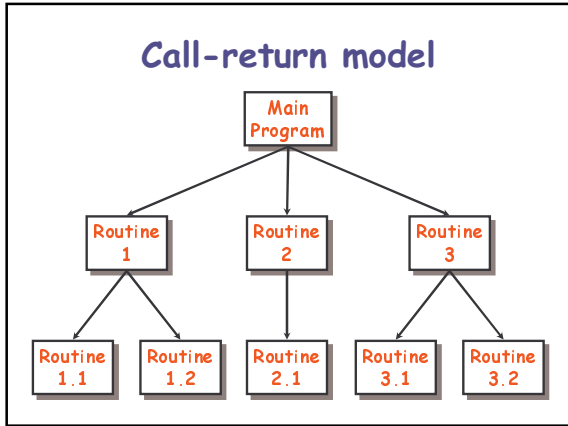 Call-return model
Main
Program
Routine
1
Routine
2
Routine
3
Routine
1.1
Routine
1.2
Routine
2.1
Routine
3.1
Routine
3.2